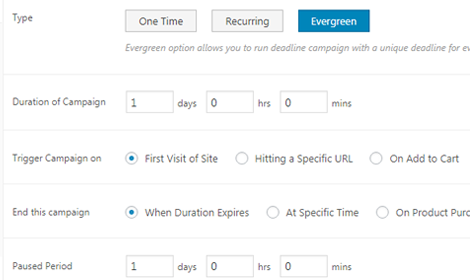 Type One Time Recurring Evergreen
Evergreen option allows you to run deadline campaign with a unique deadline for
Duration of Campaign 1 days 0 hrs 0 mins
Trigger Campaign on First Visit of Site Hitting a Specific URL On Add to Cart
End this campaign When Duration Expires At Specific Time On Product Purc
Paused Period 1 days 0 hrs 0 mins